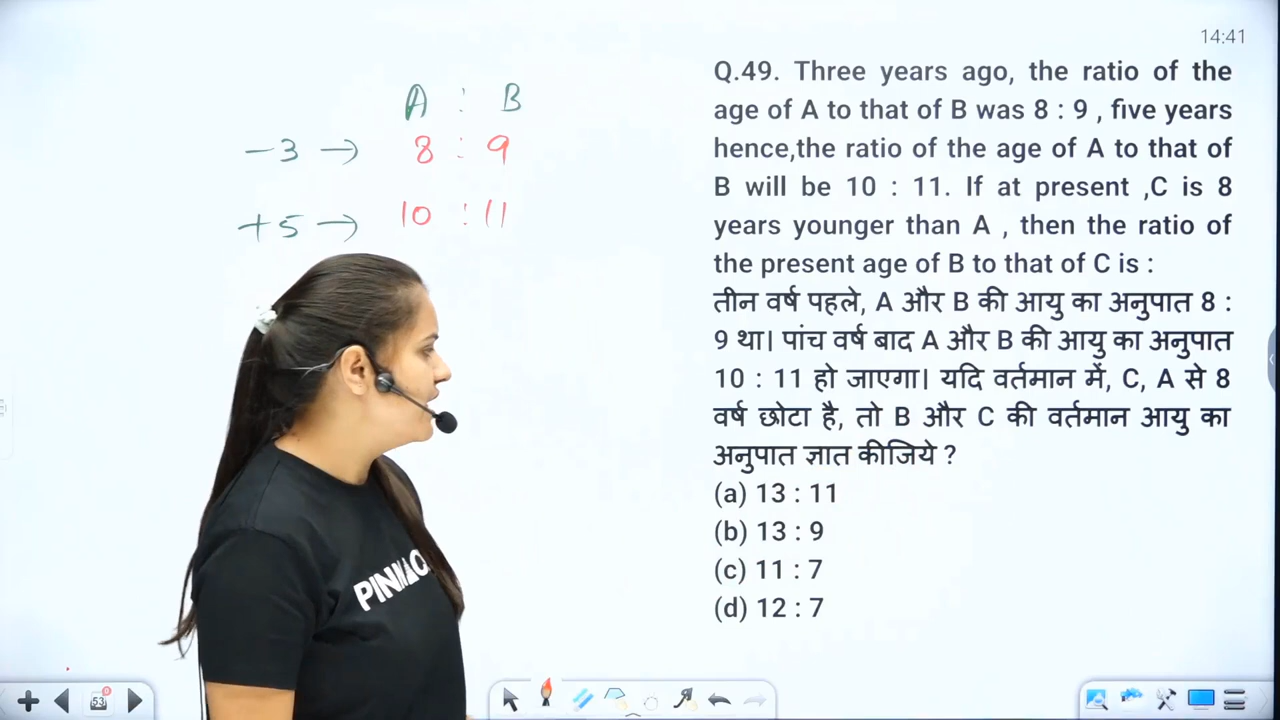 14:41
A : B
-3 → 8 : 9
+5 → 10 : 11
Q.49. Three years ago, the ratio of the
age of A to that of B was 8 : 9 , five years
hence,the ratio of the age of A to that of
B will be 10 : 11. If at present ,C is 8
years younger than A , then the ratio of
the present age of B to that of C is :
तीन वर्ष पहले, A और B की आयु का अनुपात 8 :
9 था। पांच वर्ष बाद A और B की आयु का अनुपात
10 : 11 हो जाएगा। यदि वर्तमान में, C, A से 8
वर्ष छोटा है, तो B और C की वर्तमान आयु का
अनुपात ज्ञात कीजिये ?
(a) 13 : 11
(b) 13 : 9
(c) 11 : 7
(d) 12 : 7
53